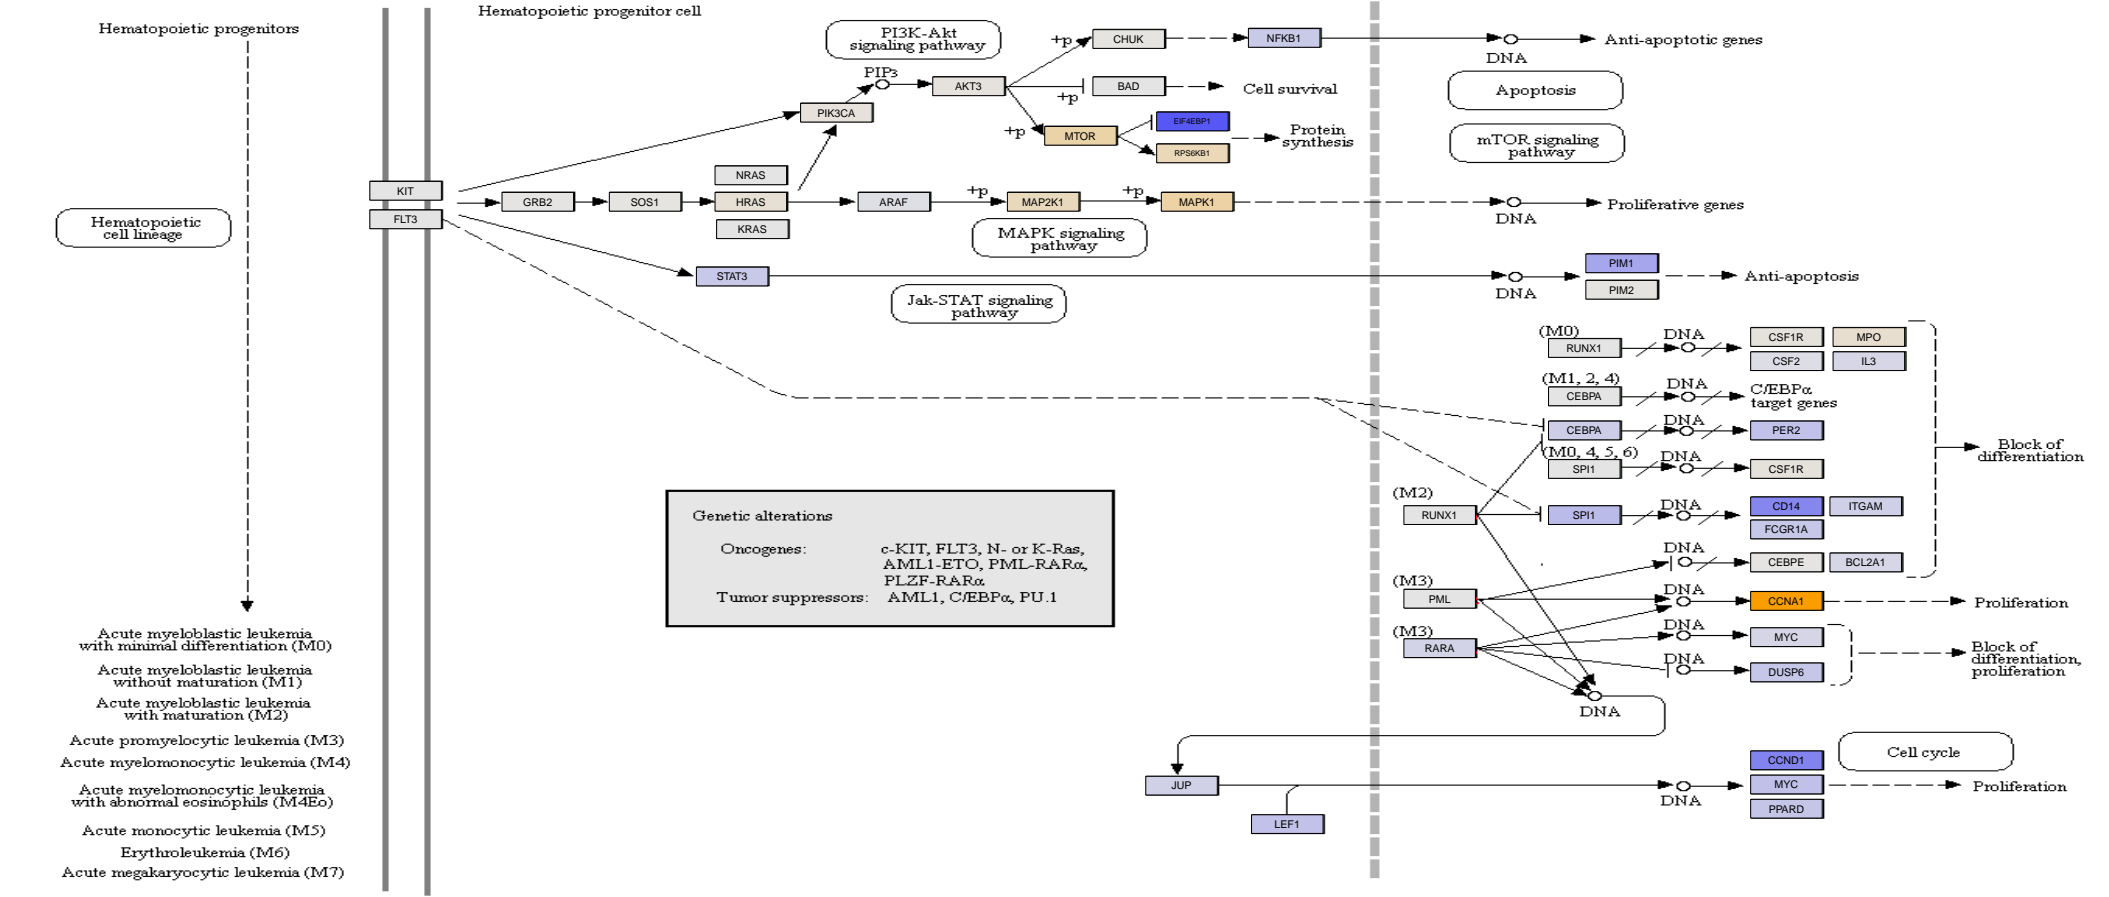 Hematopoietic progenitors
Hematopoietic progenitor cell
Hematopoietic
cell lineage
Acute myeloblastic leukemia
with minimal differentiation (M0)
Acute myeloblastic leukemia
without maturation (M1)
Acute myeloblastic leukemia
with maturation (M2)
Acute promyelocytic leukemia (M3)
Acute myelomonocytic leukemia (M4)
Acute myelomonocytic leukemia
with abnormal eosinophils (M4Eo)
Acute monocytic leukemia (M5)
Erythroleukemia (M6)
Acute megakaryocytic leukemia (M7)
KIT
FLT3
PI3K-Akt
signaling pathway
PIP3
PIK3CA
AKT3
+p
CHUK
NFKB1
DNA
Anti-apoptotic genes
+p
BAD
Cell survival
Apoptosis
+p
MTOR
EIF4EBP1
RPS6KB1
Protein
synthesis
mTOR signaling
pathway
GRB2
SOS1
NRAS
HRAS
KRAS
ARAF
+p
MAP2K1
+p
MAPK1
DNA
Proliferative genes
MAPK signaling
pathway
STAT3
DNA
PIM1
PIM2
Anti-apoptosis
Jak-STAT signaling
pathway
(M0)
RUNX1
DNA
CSF1R
MPO
CSF2
IL3
(M1, 2, 4)
CEBPA
DNA
C/EBPα
target genes
CEBPA
DNA
PER2
(M0, 4, 5, 6)
SPI1
DNA
CSF1R
Block of
differentiation
(M2)
RUNX1
SPI1
DNA
CD14
ITGAM
FCGR1A
DNA
CEBPE
BCL2A1
(M3)
PML
DNA
CCNA1
Proliferation
(M3)
RARA
DNA
MYC
DNA
DUSP6
Block of
differentiation,
proliferation
DNA
Genetic alterations
Oncogenes: c-KIT, FLT3, N- or K-Ras,
AML1-ETO, PML-RARα,
PLZF-RARα
Tumor suppressors: AML1, C/EBPα, PU.1
JUP
LEF1
DNA
CCND1
MYC
PPARD
Cell cycle
Proliferation